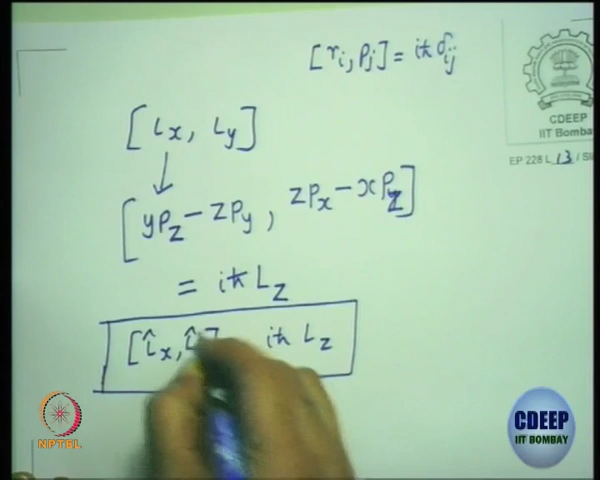 [rᵢ, pⱼ] = iħ δᵢⱼ
CDEEP
IIT Bombay
EP 228 L 13 / Sli
[Lx, Ly]
[yPz - zPy, zPx - xPz]
= iħ Lz
[L̂x, L̂ ] iħ Lz
NPTEL
CDEEP
IIT BOMBAY